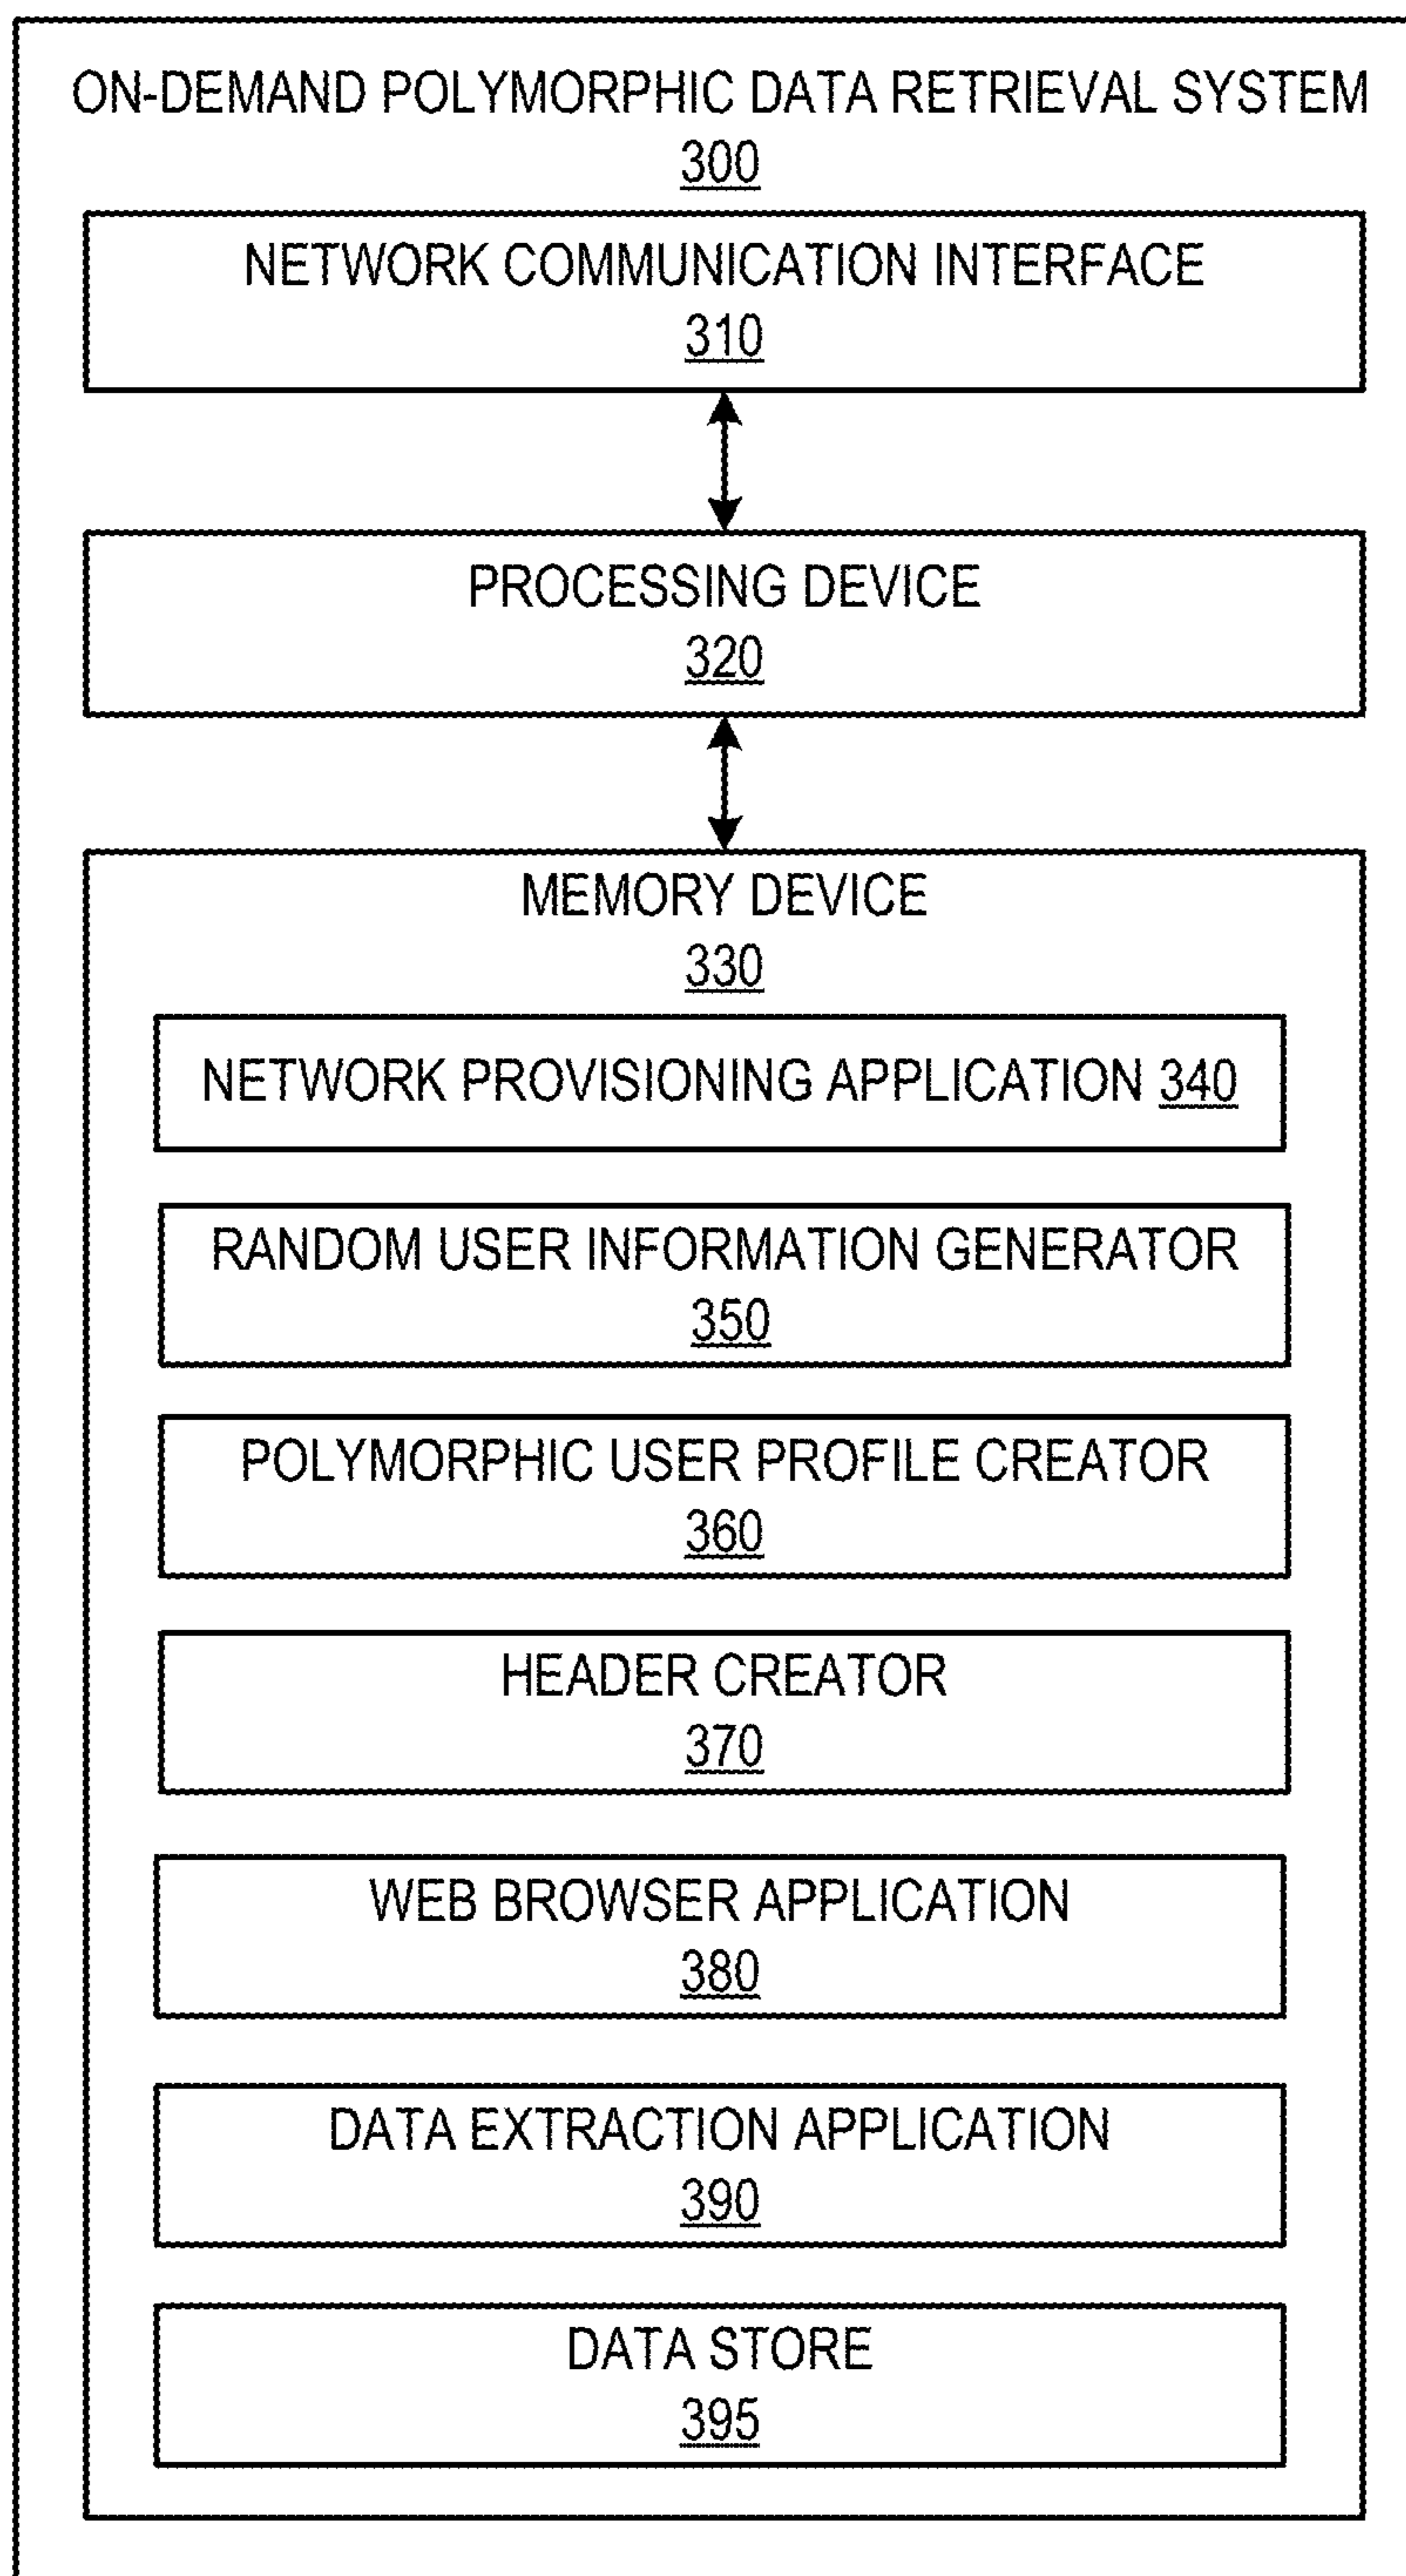 ON-DEMAND POLYMORPHIC DATA RETRIEVAL SYSTEM
300
NETWORK COMMUNICATION INTERFACE
310
PROCESSING DEVICE
320
MEMORY DEVICE
330
NETWORK PROVISIONING APPLICATION 340
RANDOM USER INFORMATION GENERATOR
350
POLYMORPHIC USER PROFILE CREATOR
360
HEADER CREATOR
370
WEB BROWSER APPLICATION
380
DATA EXTRACTION APPLICATION
390
DATA STORE
395